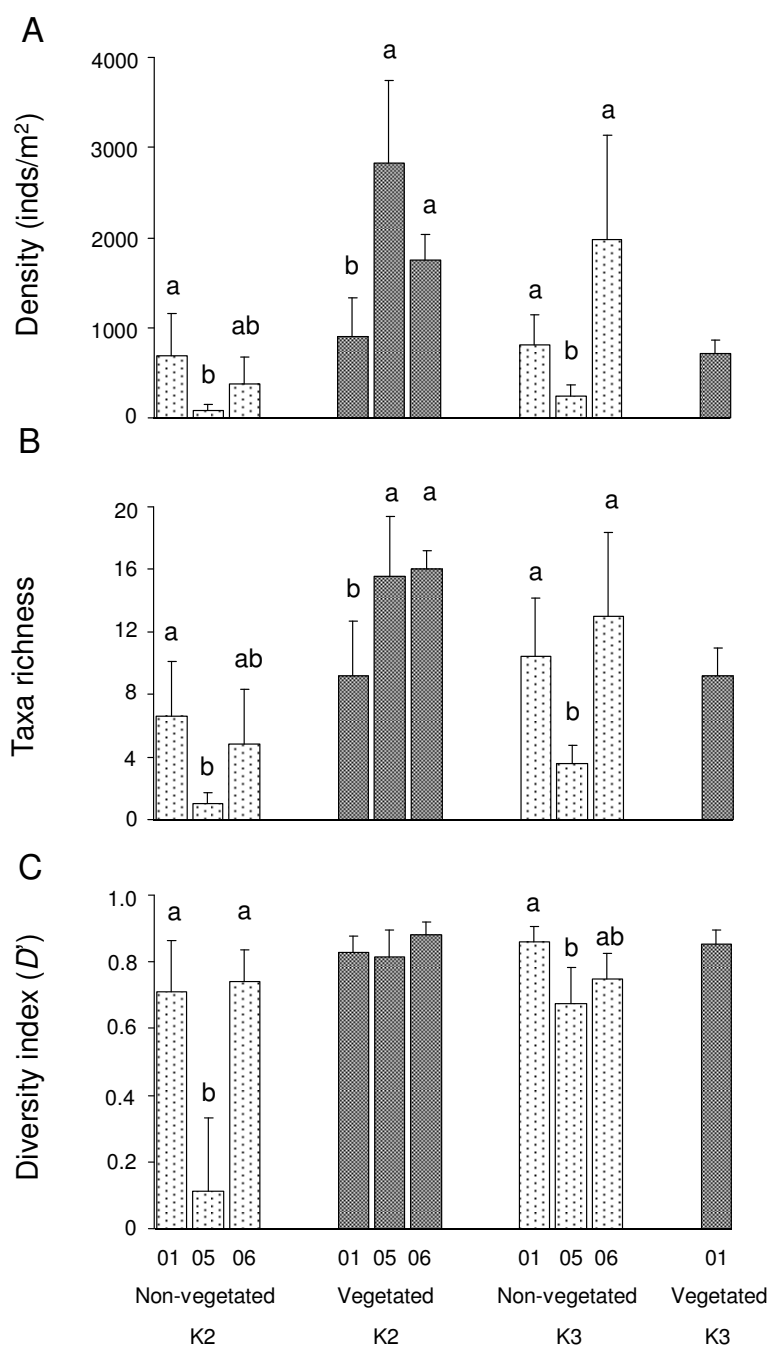 A
4000
a
3000
a
a
2000
b
a
a
ab
1000
b
b
0
Density (inds/m²)
B
20
a a
a
16
a
b
12
a
ab
8
b
b
4
0
Taxa richness
C
1.0
a a
a
ab
b
0.8
0.6
0.4
b
0.2
0
Diversity index (D')
01 05 06 01 05 06 01 05 06 01
Non-vegetated Vegetated Non-vegetated Vegetated
K2 K2 K3 K3